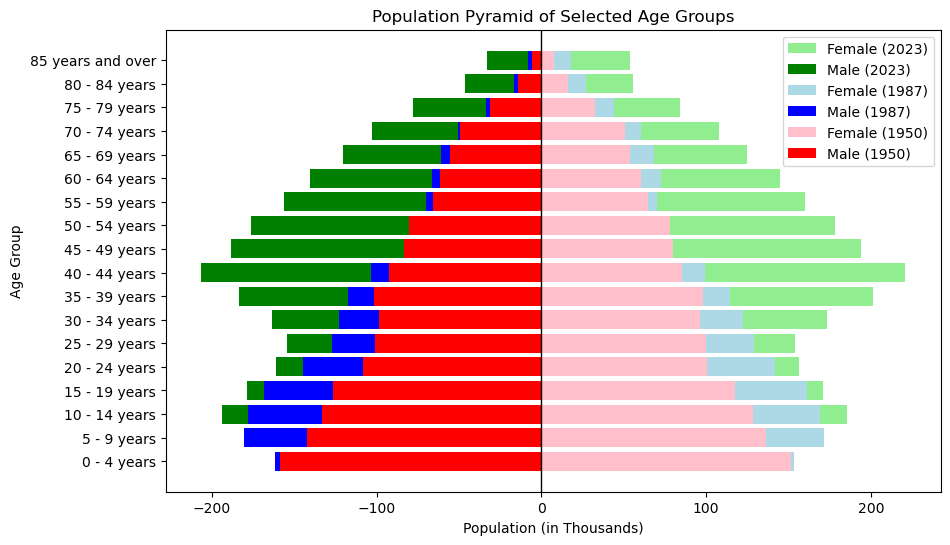 Population Pyramid of Selected Age Groups
85 years and over
80 - 84 years
75 - 79 years
70 - 74 years
65 - 69 years
60 - 64 years
55 - 59 years
50 - 54 years
45 - 49 years
40 - 44 years
35 - 39 years
30 - 34 years
25 - 29 years
20 - 24 years
15 - 19 years
10 - 14 years
5 - 9 years
0 - 4 years
Age Group
Female (2023)
Male (2023)
Female (1987)
Male (1987)
Female (1950)
Male (1950)
−200
−100
0
100
200
Population (in Thousands)